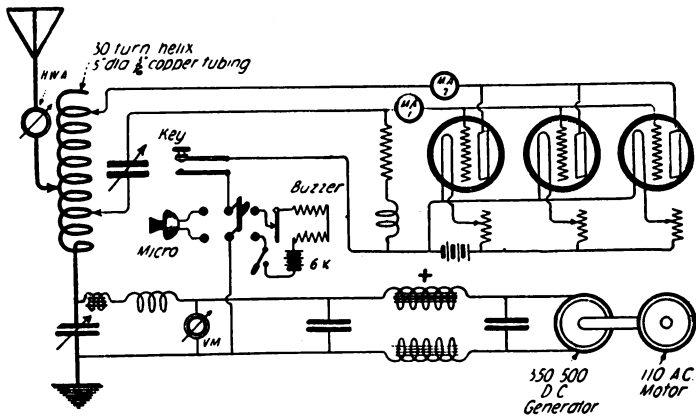 30 turn helix
5" dia ¼" copper tubing
HWA
MA
2
MA
1
Key
Buzzer
Micro
6 K
+
VM
350 500
D C
Generator
110 A.C.
Motor